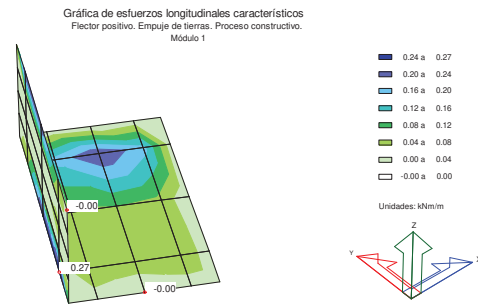 Gráfica de esfuerzos longitudinales característicos
Flector positivo. Empuje de tierras. Proceso constructivo.
Módulo 1
0.24 a 0.27
0.20 a 0.24
0.16 a 0.20
0.12 a 0.16
0.08 a 0.12
0.04 a 0.08
0.00 a 0.04
-0.00 a 0.00
Unidades: kNm/m
-0.00
0.27
-0.00
Z
Y
X